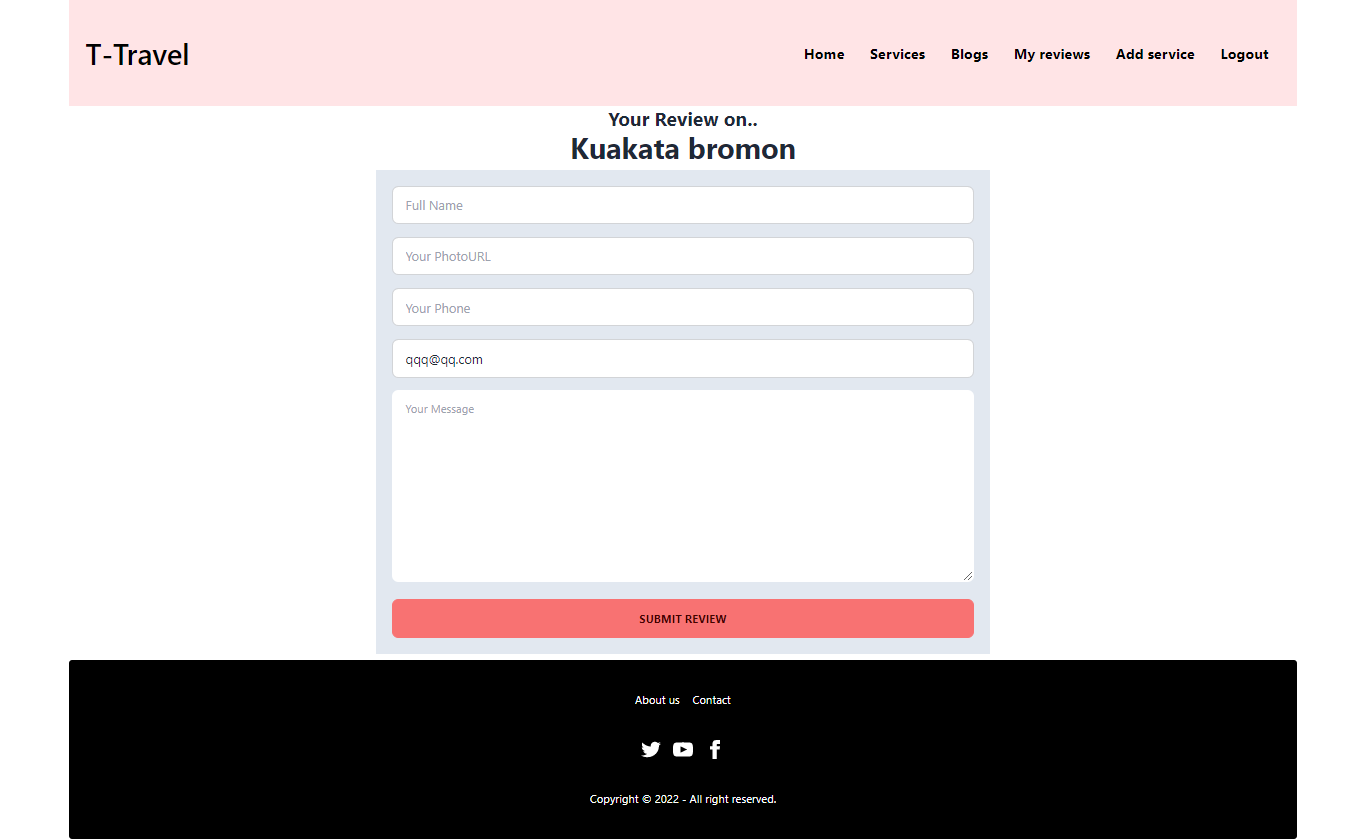 T-Travel
Home Services Blogs My reviews Add service Logout
Your Review on..
Kuakata bromon
Full Name
Your PhotoURL
Your Phone
qqq@qq.com
Your Message
SUBMIT REVIEW
About us Contact
Copyright © 2022 - All right reserved.